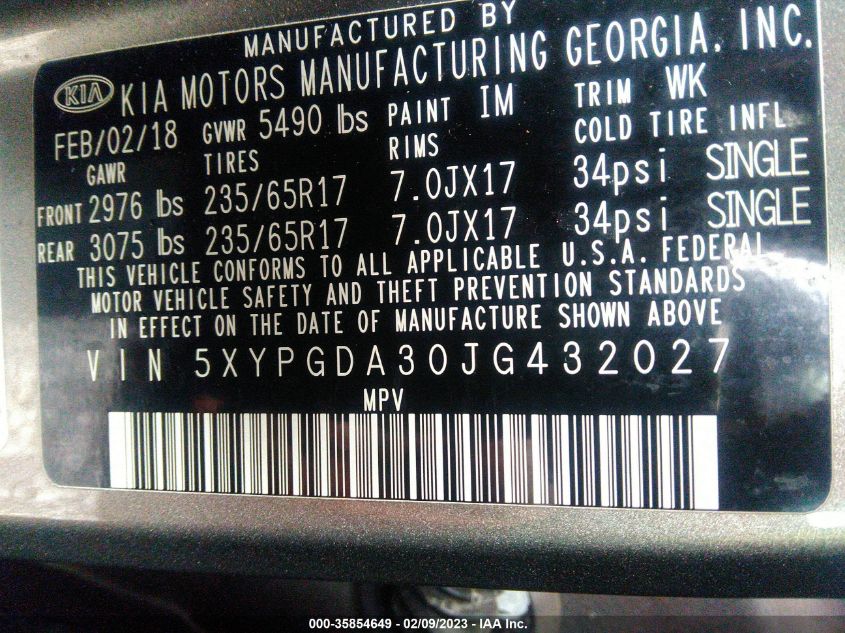 MANUFACTURED BY
KIA KIA MOTORS MANUFACTURING GEORGIA, INC.
FEB/02/18 GVWR 5490 lbs PAINT IM TRIM WK
GAWR TIRES RIMS COLD TIRE INFL
FRONT 2976 lbs 235/65R17 7.0JX17 34psi SINGLE
REAR 3075 lbs 235/65R17 7.0JX17 34psi SINGLE
THIS VEHICLE CONFORMS TO ALL APPLICABLE U.S.A. FEDERAL
MOTOR VEHICLE SAFETY AND THEFT PREVENTION STANDARDS
IN EFFECT ON THE DATE OF MANUFACTURE SHOWN ABOVE
VIN 5XYPGDA30JG432027
MPV
000-35854649 - 02/09/2023 - IAA Inc.